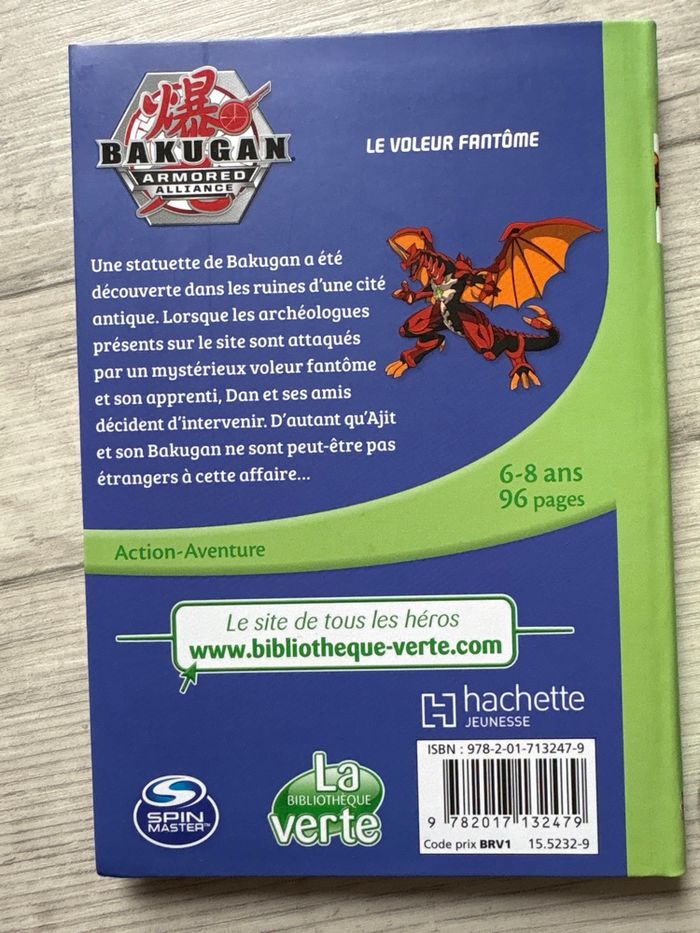 爆
BAKUGAN
ARMORED
ALLIANCE
LE VOLEUR FANTÔME
Une statuette de Bakugan a été
découverte dans les ruines d'une cité
antique. Lorsque les archéologues
présents sur le site sont attaqués
par un mystérieux voleur fantôme
et son apprenti, Dan et ses amis
décident d'intervenir. D'autant qu'Ajit
et son Bakugan ne sont peut-être pas
étrangers à cette affaire...
6-8 ans
96 pages
Action-Aventure
Le site de tous les héros
www.bibliotheque-verte.com
hachette
JEUNESSE
ISBN : 978-2-01-713247-9
9 782017 132479
Code prix BRV1 15.5232-9
SPIN
MASTER™
La
BIBLIOTHÈQUE
verte